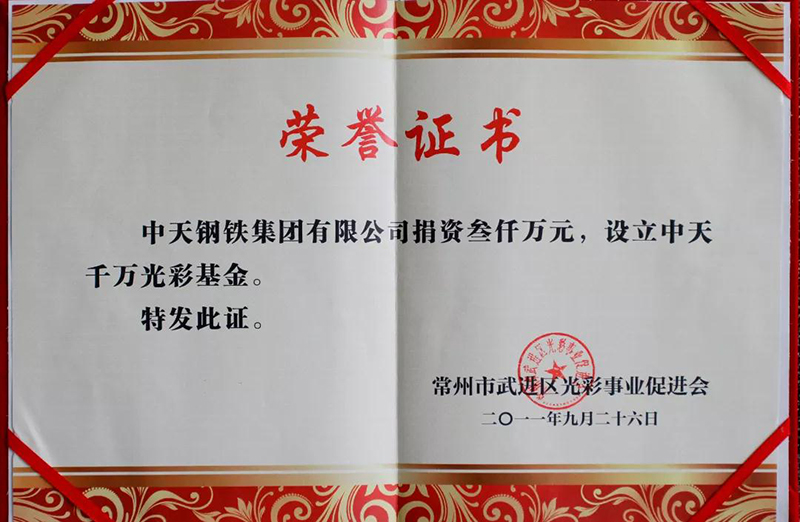 荣誉证书
中天钢铁集团有限公司捐资叁仟万元，设立中天
千万光彩基金。
特发此证。
常州市武进区光彩事业促进会
二〇一一年九月二十六日